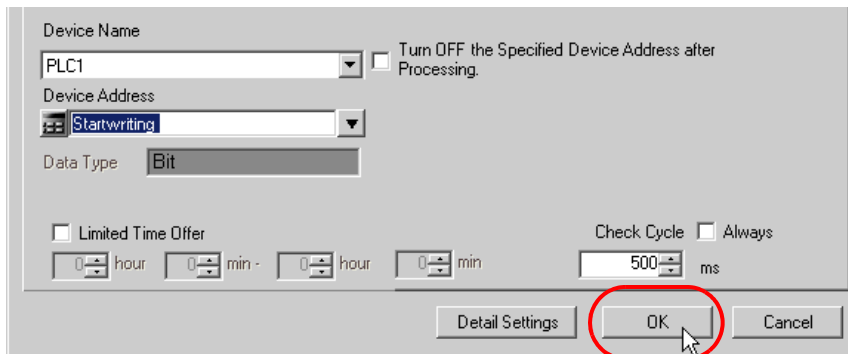 Device Name
PLC1
Turn OFF the Specified Device Address after
Processing.
Device Address
Startwriting
Data Type Bit
Limited Time Offer
Check Cycle Always
0 hour 0 min - 0 hour 0 min 500 ms
Detail Settings OK Cancel